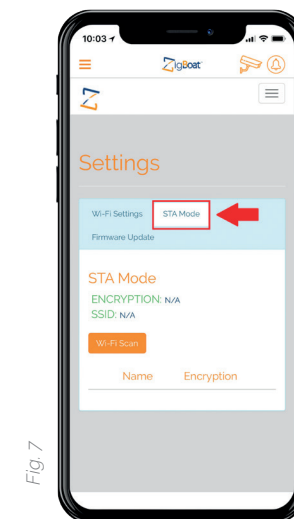 10:03
ZigBoat
Settings
Wi-Fi Settings STA Mode
Firmware Update
STA Mode
ENCRYPTION: N/A
SSID: N/A
Wi-Fi Scan
Name Encryption
Fig. 7